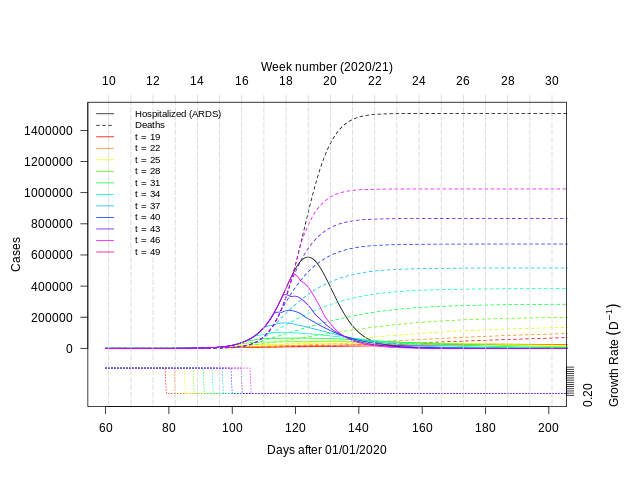 Week number (2020/21)
10 12 14 16 18 20 22 24 26 28 30
Hospitalized (ARDS)
Deaths
t = 19
t = 22
t = 25
t = 28
t = 31
t = 34
t = 37
t = 40
t = 43
t = 46
t = 49
1400000
1200000
1000000
800000
600000
400000
200000
0
Cases
0.20
Growth Rate (D⁻¹)
60 80 100 120 140 160 180 200
Days after 01/01/2020